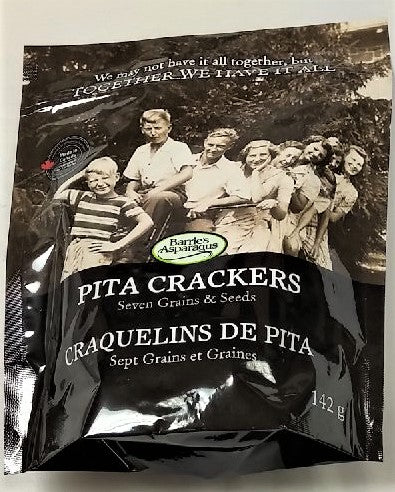 We may not have it all together, but
TOGETHER WE HAVE IT ALL
Barrie's
Asparagus
PITA CRACKERS
Seven Grains & Seeds
CRAQUELINS DE PITA
Sept Grains et Graines
142 g